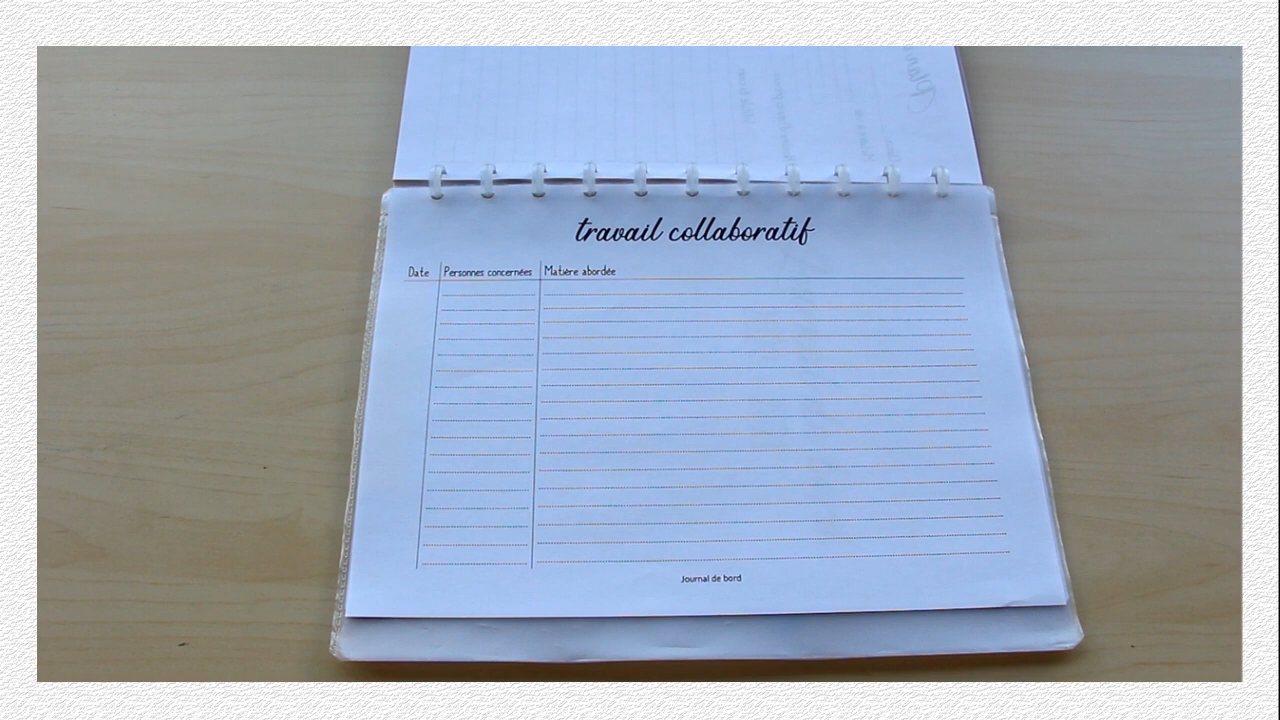 travail collaboratif
Date Personnes concernées Matière abordée
Journal de bord